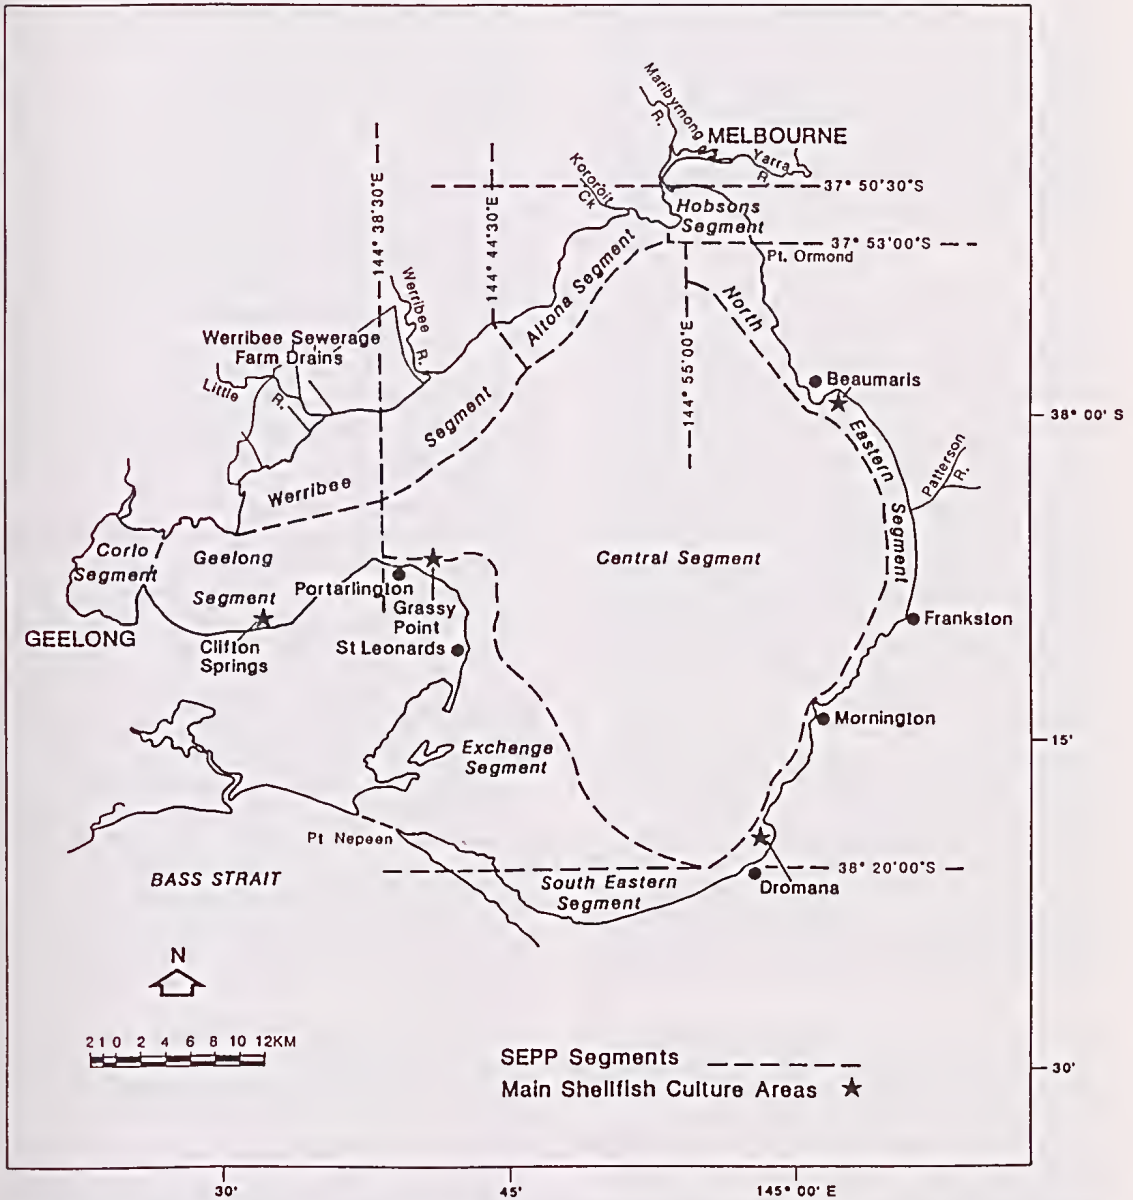 Maribyrnong
R.
MELBOURNE
Yarra
R.
Kororoit
Ck
37° 50'30"S
Hobsons
Segment
37° 53'00"S
Pt. Ormond
144° 38'30"E
144° 44'30"E
Altona Segment
North
144° 55'00"E
Werribee
R.
Werribee Sewerage
Farm Drains
Little
R.
Beaumaris
38° 00' S
Eastern
Segment
Patterson
R.
Werribee
Segment
Corio
Segment
Geelong
Segment
Central Segment
Portarlington
Grassy
Point
GEELONG
Clifton
Springs
St Leonards
Frankston
Mornington
15'
Exchange
Segment
Pt Nepeen
BASS STRAIT
38° 20'00"S
South Eastern
Segment
Dromana
N
2 1 0 2 4 6 8 10 12KM
SEPP Segments
Main Shellfish Culture Areas
30'
30'
45'
145° 00' E